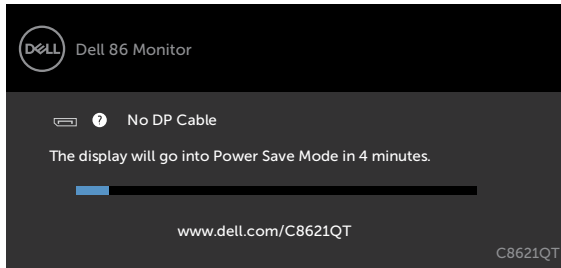 DELL
Dell 86 Monitor
? No DP Cable
The display will go into Power Save Mode in 4 minutes.
www.dell.com/C8621QT
C8621QT